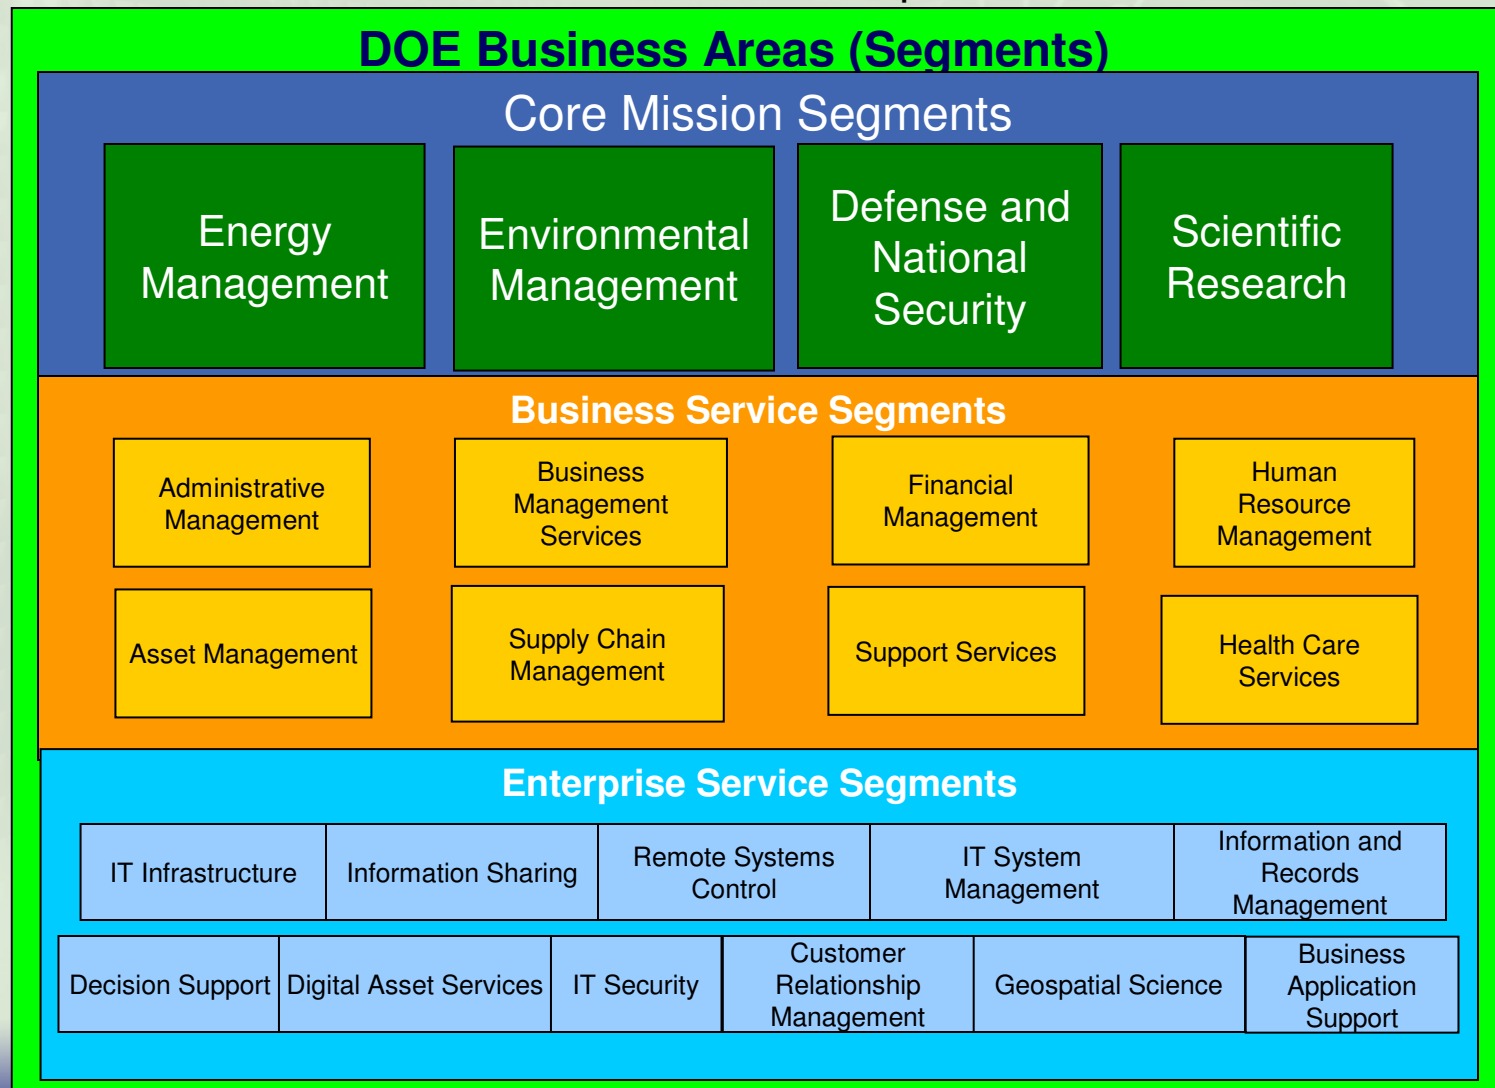 DOE Business Areas (Segments)
Core Mission Segments
Energy
Management
Environmental
Management
Defense and
National
Security
Scientific
Research
Business Service Segments
Administrative
Management
Business
Management
Services
Financial
Management
Human
Resource
Management
Asset Management
Supply Chain
Management
Support Services
Health Care
Services
Enterprise Service Segments
IT Infrastructure
Information Sharing
Remote Systems
Control
IT System
Management
Information and
Records
Management
Decision Support
Digital Asset Services
IT Security
Customer
Relationship
Management
Geospatial Science
Business
Application
Support